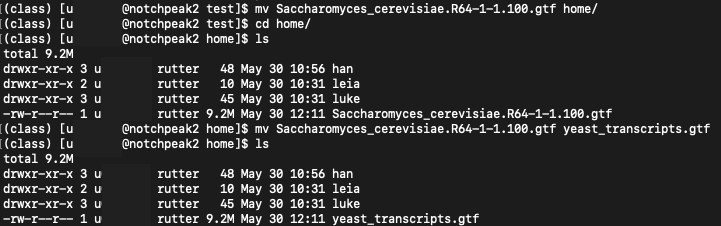 [(class) [u @notchpeak2 test]$ mv Saccharomyces_cerevisiae.R64-1-1.100.gtf home/
[(class) [u @notchpeak2 test]$ cd home/
[(class) [u @notchpeak2 home]$ ls
total 9.2M
drwxr-xr-x 3 u rutter 48 May 30 10:56 han
drwxr-xr-x 2 u rutter 10 May 30 10:31 leia
drwxr-xr-x 3 u rutter 45 May 30 10:31 luke
-rw-r--r-- 1 u rutter 9.2M May 30 12:11 Saccharomyces_cerevisiae.R64-1-1.100.gtf
[(class) [u @notchpeak2 home]$ mv Saccharomyces_cerevisiae.R64-1-1.100.gtf yeast_transcripts.gtf
[(class) [u @notchpeak2 home]$ ls
total 9.2M
drwxr-xr-x 3 u rutter 48 May 30 10:56 han
drwxr-xr-x 2 u rutter 10 May 30 10:31 leia
drwxr-xr-x 3 u rutter 45 May 30 10:31 luke
-rw-r--r-- 1 u rutter 9.2M May 30 12:11 yeast_transcripts.gtf